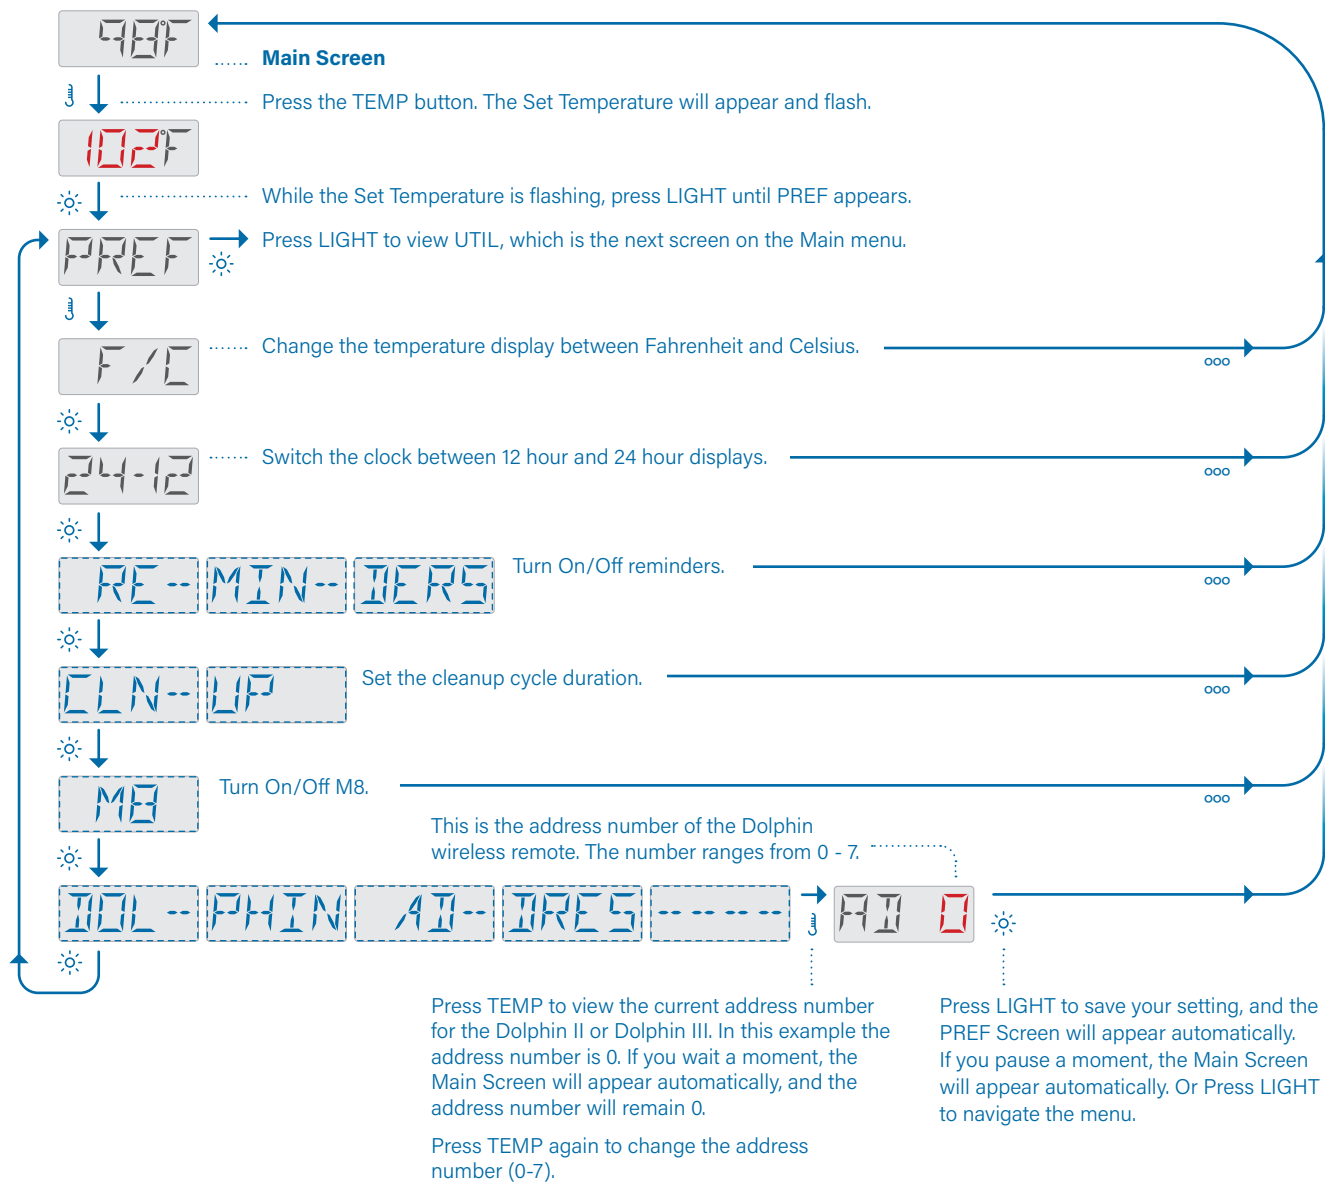 98°F
Main Screen
Press the TEMP button. The Set Temperature will appear and flash.
102°F
While the Set Temperature is flashing, press LIGHT until PREF appears.
PREF
Press LIGHT to view UTIL, which is the next screen on the Main menu.
F/C
Change the temperature display between Fahrenheit and Celsius.
ooo
24-12
Switch the clock between 12 hour and 24 hour displays.
ooo
RE- MIN-- DERS
Turn On/Off reminders.
ooo
CLN-- UP
Set the cleanup cycle duration.
ooo
M8
Turn On/Off M8.
ooo
This is the address number of the Dolphin
wireless remote. The number ranges from 0 - 7.
DOL- PHIN AD- DRES -----
AD 0
Press TEMP to view the current address number
for the Dolphin II or Dolphin III. In this example the
address number is 0. If you wait a moment, the
Main Screen will appear automatically, and the
address number will remain 0.
Press TEMP again to change the address
number (0-7).
Press LIGHT to save your setting, and the
PREF Screen will appear automatically.
If you pause a moment, the Main Screen
will appear automatically. Or Press LIGHT
to navigate the menu.